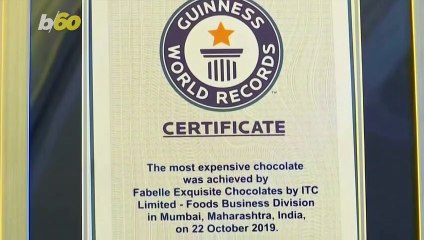 b60
GUINNESS
WORLD RECORDS
™
CERTIFICATE
The most expensive chocolate
was achieved by
Fabelle Exquisite Chocolates by ITC
Limited - Foods Business Division
in Mumbai, Maharashtra, India,
on 22 October 2019.